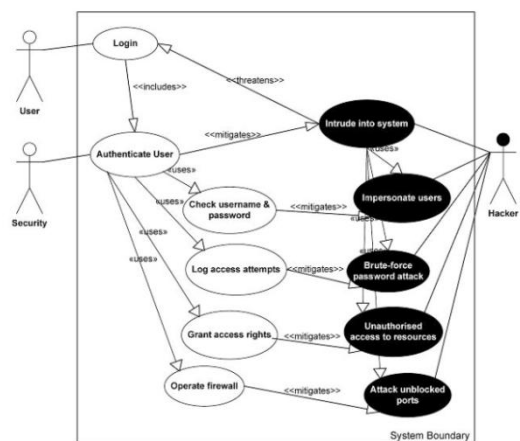 Login
<<threatens>>
User
<<includes>>
Intrude into system
<<mitigates>>
Authenticate User
«uses»
«uses»
Security
Check username &
password
<<mitigates>>
Impersonate users
Hacker
«uses»
«uses»
«uses»
«uses»
Log access attempts
<<mitigates>>
Brute-force
password attack
Grant access rights
<<mitigates>>
Unauthorised
access to resources
Operate firewall
<<mitigates>>
Attack unblocked
ports
System Boundary